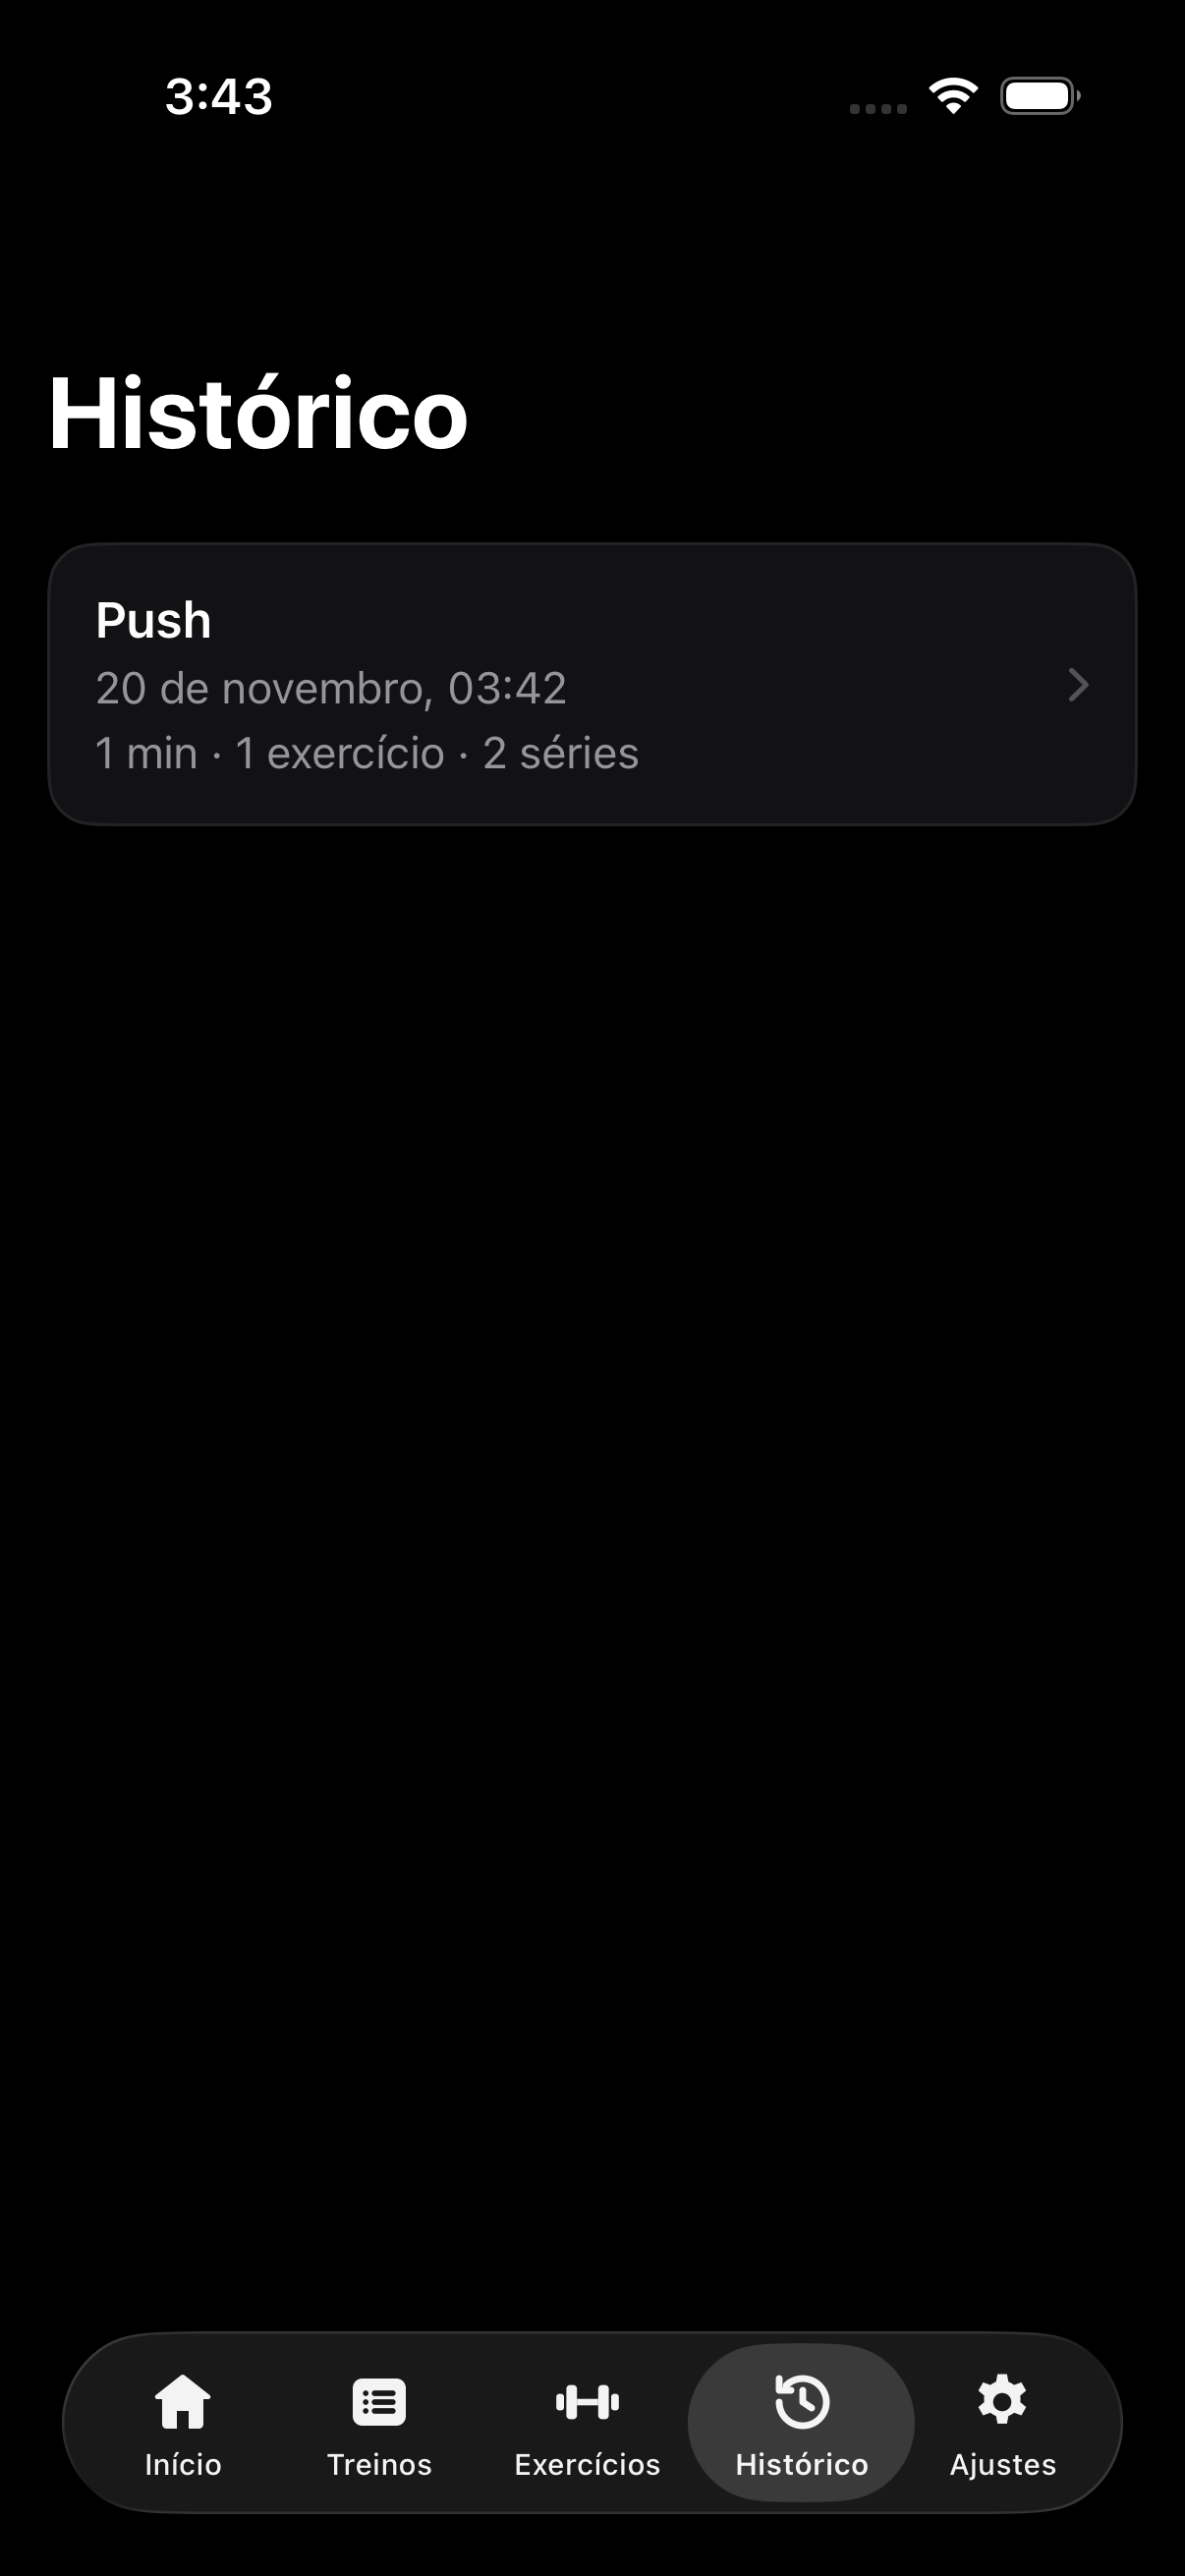 3:43
Histórico
Push
20 de novembro, 03:42
1 min · 1 exercício · 2 séries
Início
Treinos
Exercícios
Histórico
Ajustes